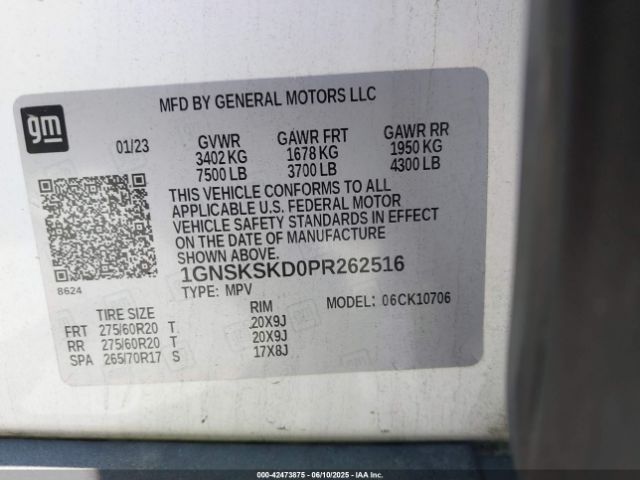 gm
MFD BY GENERAL MOTORS LLC
01/23 GVWR GAWR FRT GAWR RR
3402 KG 1678 KG 1950 KG
7500 LB 3700 LB 4300 LB
THIS VEHICLE CONFORMS TO ALL
APPLICABLE U.S. FEDERAL MOTOR
VEHICLE SAFETY STANDARDS IN EFFECT
ON THE DATE OF MANUFACTURE
SHOWN ABOVE.
8624
1GNSKSKD0PR262516
TYPE: MPV MODEL: 06CK10706
TIRE SIZE RIM
FRT 275/60R20 T 20X9J
RR 275/60R20 T 20X9J
SPA 265/70R17 S 17X8J
000-42473875 - 06/10/2025 - IAAI.COM